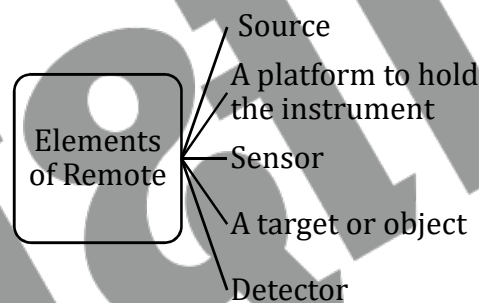 Source
A platform to hold
the instrument
Elements
of Remote
Sensor
A target or object
Detector